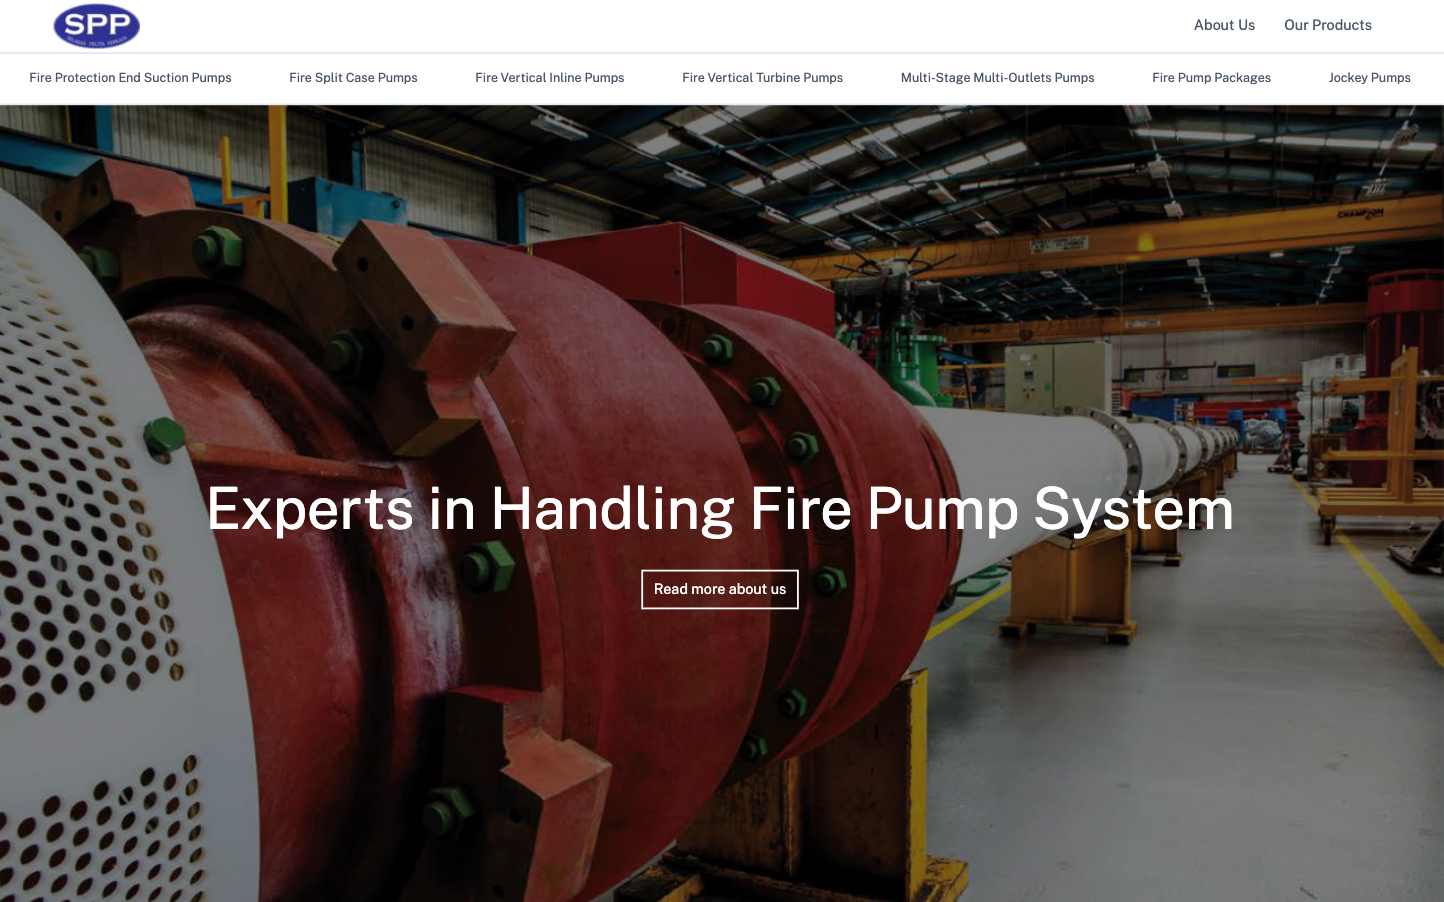 SPP
About Us
Our Products
Fire Protection End Suction Pumps
Fire Split Case Pumps
Fire Vertical Inline Pumps
Fire Vertical Turbine Pumps
Multi-Stage Multi-Outlets Pumps
Fire Pump Packages
Jockey Pumps
CHAMPION
Experts in Handling Fire Pump System
Read more about us